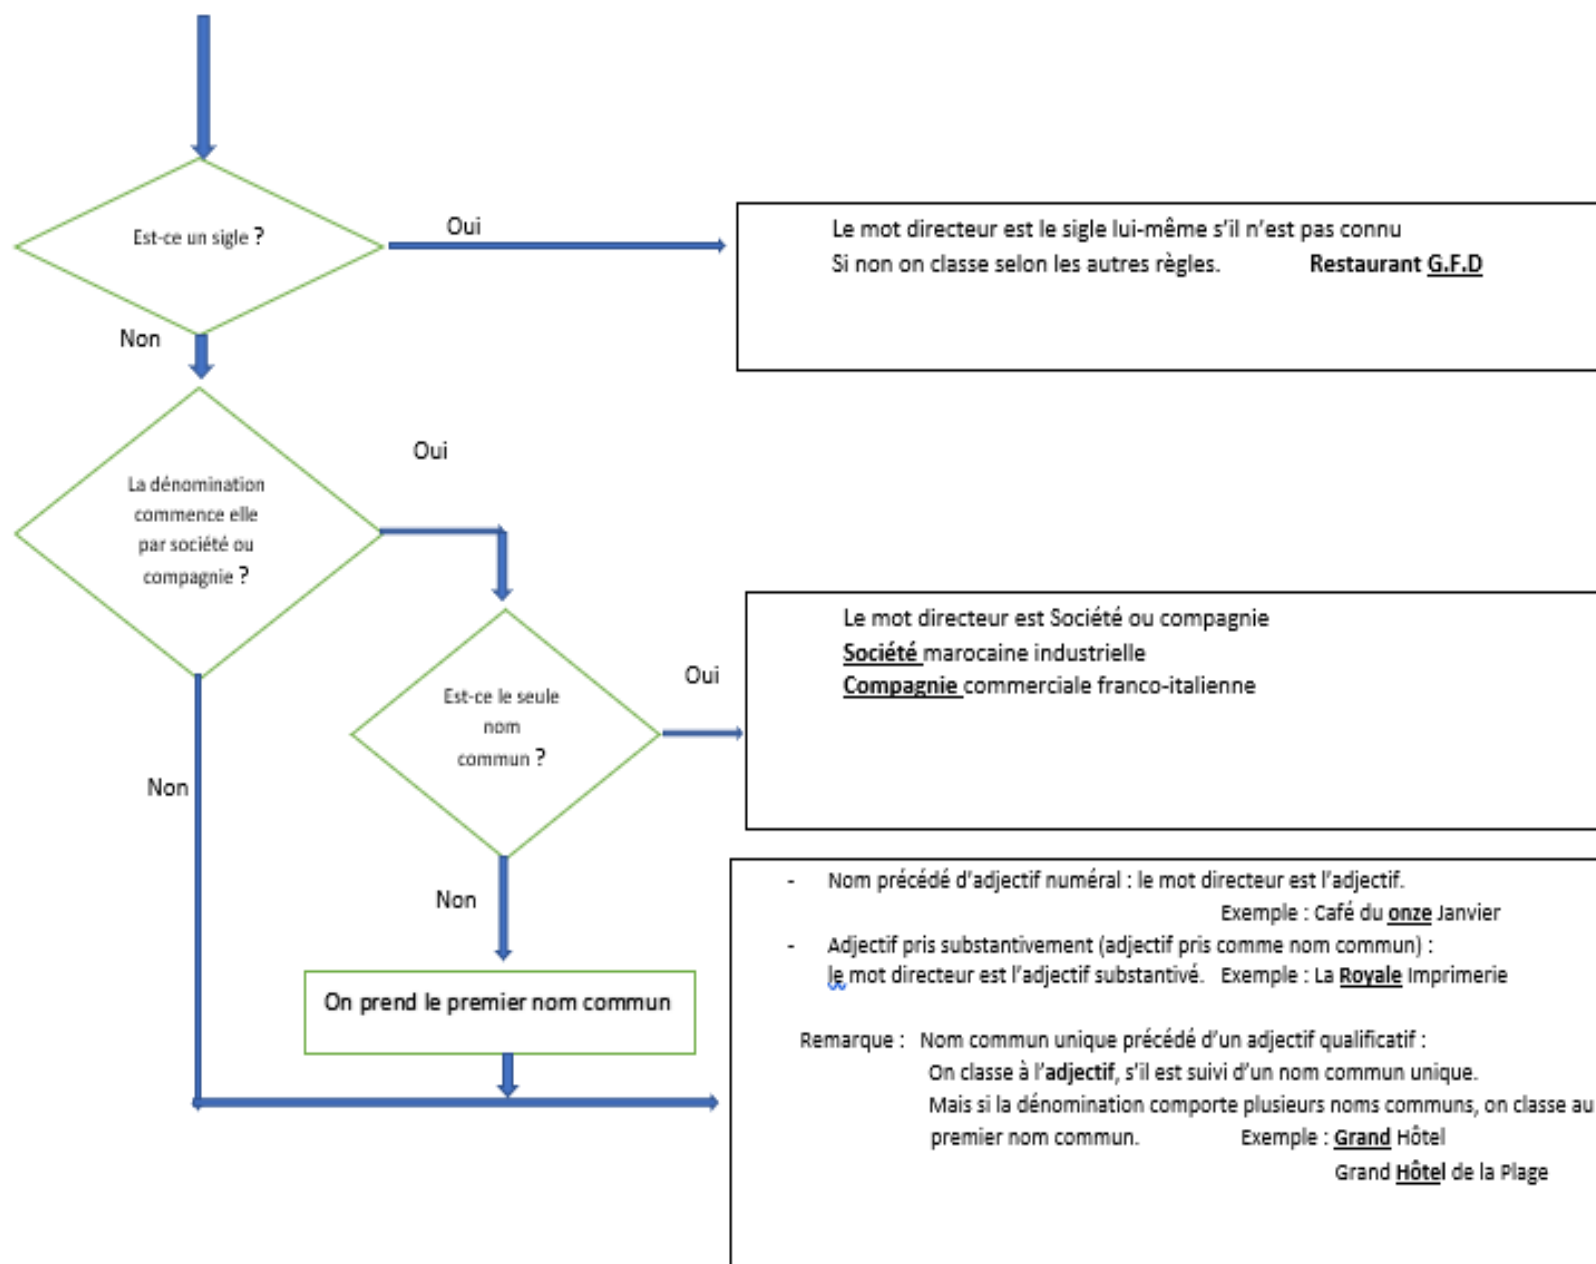 Est-ce un sigle ?
Oui
Le mot directeur est le sigle lui-même s'il n'est pas connu
Si non on classe selon les autres règles. Restaurant G.F.D
Non
La dénomination
commence elle
par société ou
compagnie ?
Oui
Est-ce le seule
nom
commun ?
Oui
Le mot directeur est Société ou compagnie
Société marocaine industrielle
Compagnie commerciale franco-italienne
Non
Non
On prend le premier nom commun
- Nom précédé d'adjectif numéral : le mot directeur est l'adjectif.
Exemple : Café du onze Janvier
- Adjectif pris substantivement (adjectif pris comme nom commun) :
le mot directeur est l'adjectif substantivé. Exemple : La Royale Imprimerie
Remarque : Nom commun unique précédé d'un adjectif qualificatif :
On classe à l'adjectif, s'il est suivi d'un nom commun unique.
Mais si la dénomination comporte plusieurs noms communs, on classe au
premier nom commun. Exemple : Grand Hôtel
Grand Hôtel de la Plage